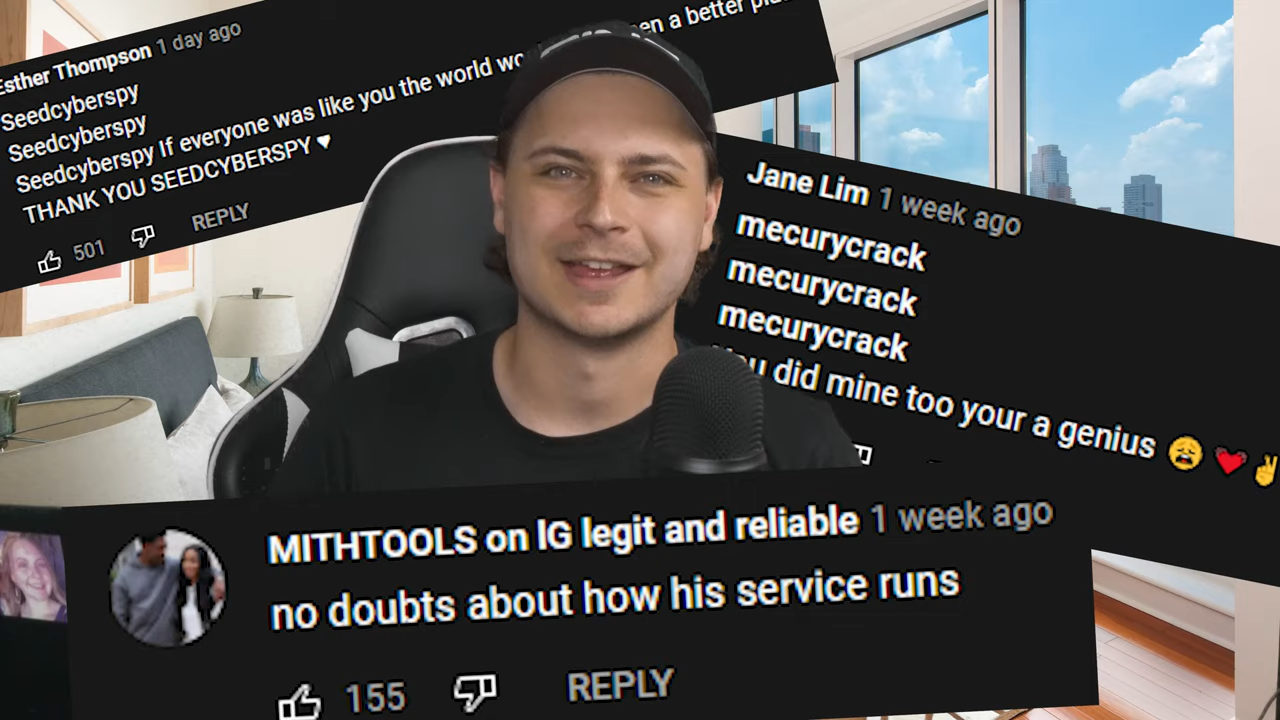 Esther Thompson 1 day ago
Seedcyberspy
Seedcyberspy
Seedcyberspy If everyone was like you the world a better
THANK YOU SEEDCYBERSPY ♥
501 REPLY
Jane Lim 1 week ago
mecurycrack
mecurycrack
mecurycrack
You did mine too your a genius 😩 💓 ✌
MITHTOOLS on IG legit and reliable 1 week ago
no doubts about how his service runs
155 REPLY